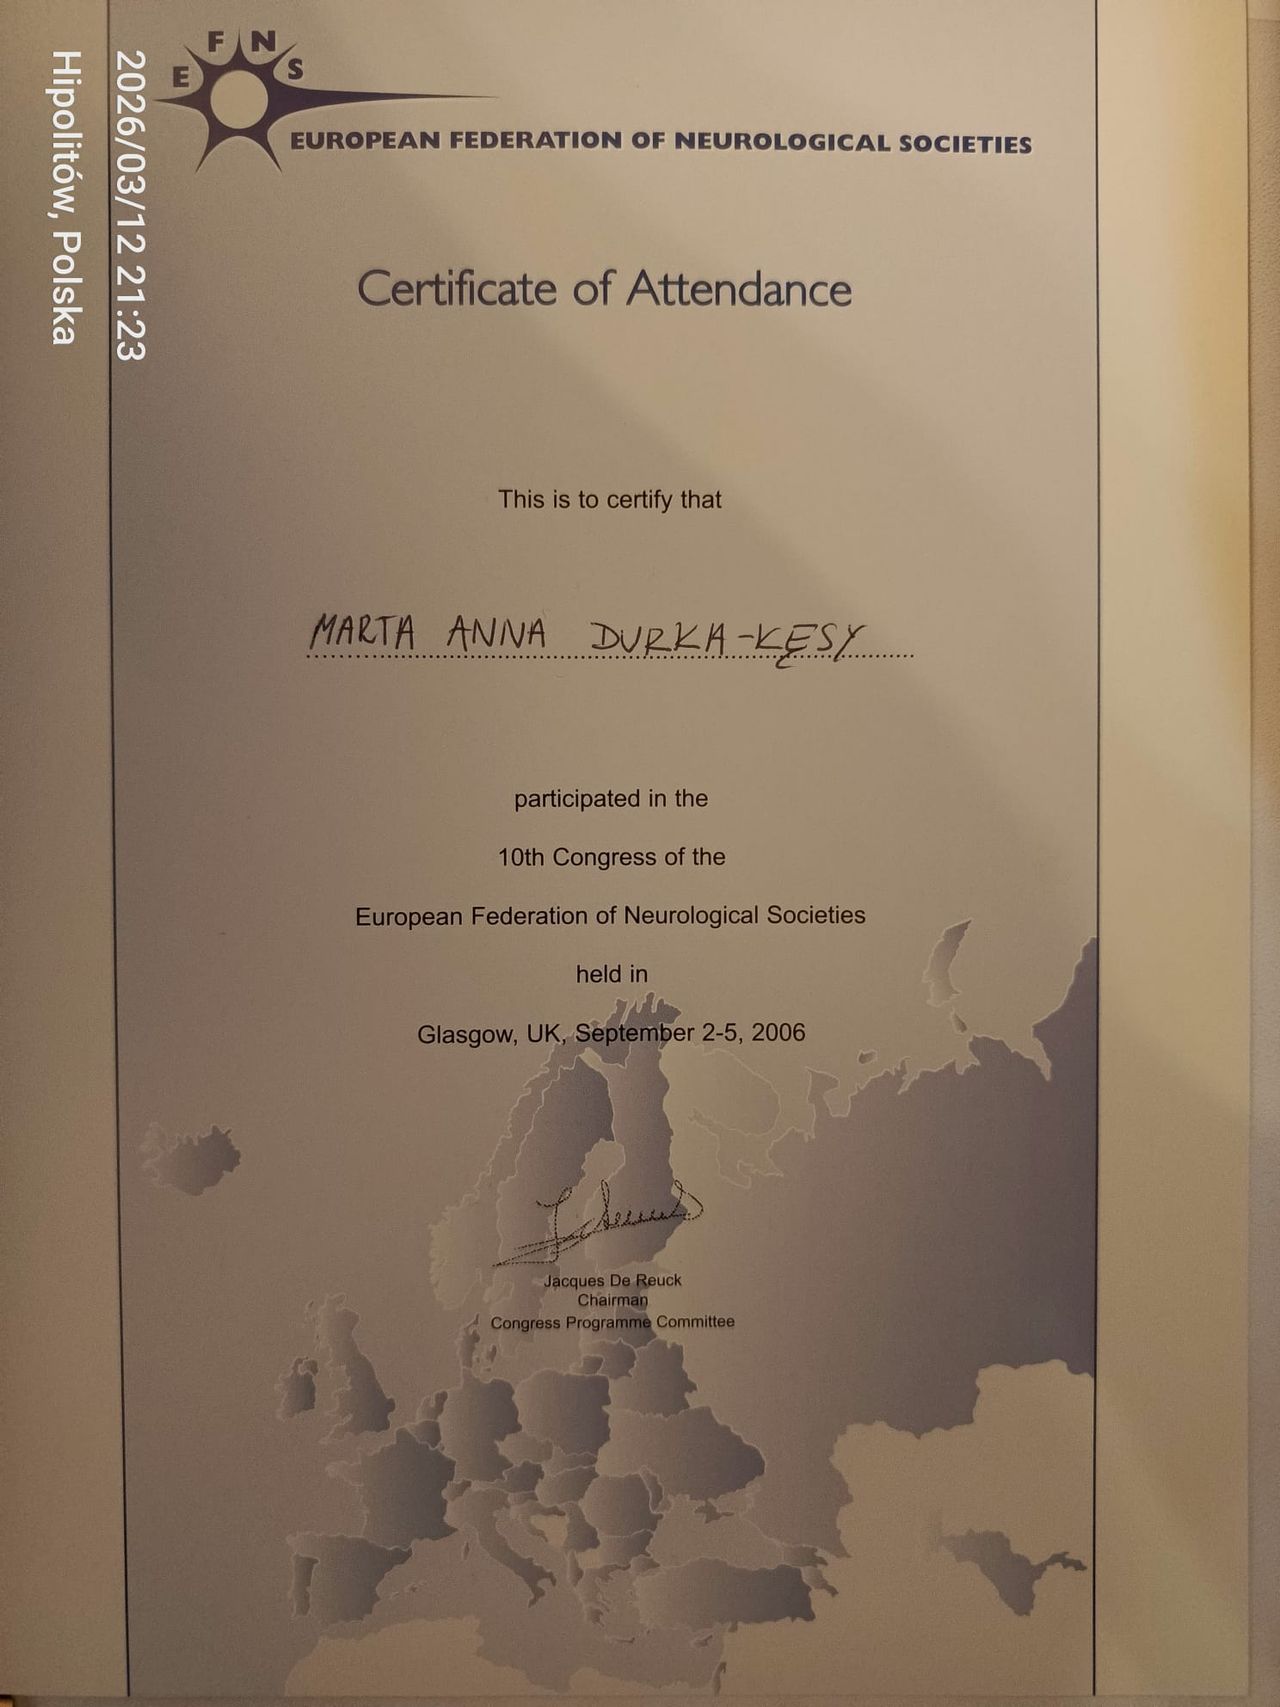 E F N S
EUROPEAN FEDERATION OF NEUROLOGICAL SOCIETIES
Certificate of Attendance
This is to certify that
MARTA ANNA DURKA-KĘSY
participated in the
10th Congress of the
European Federation of Neurological Societies
held in
Glasgow, UK, September 2-5, 2006
Jacques De Reuck
Chairman
Congress Programme Committee
2026/03/12 21:23
Hipolitów, Polska